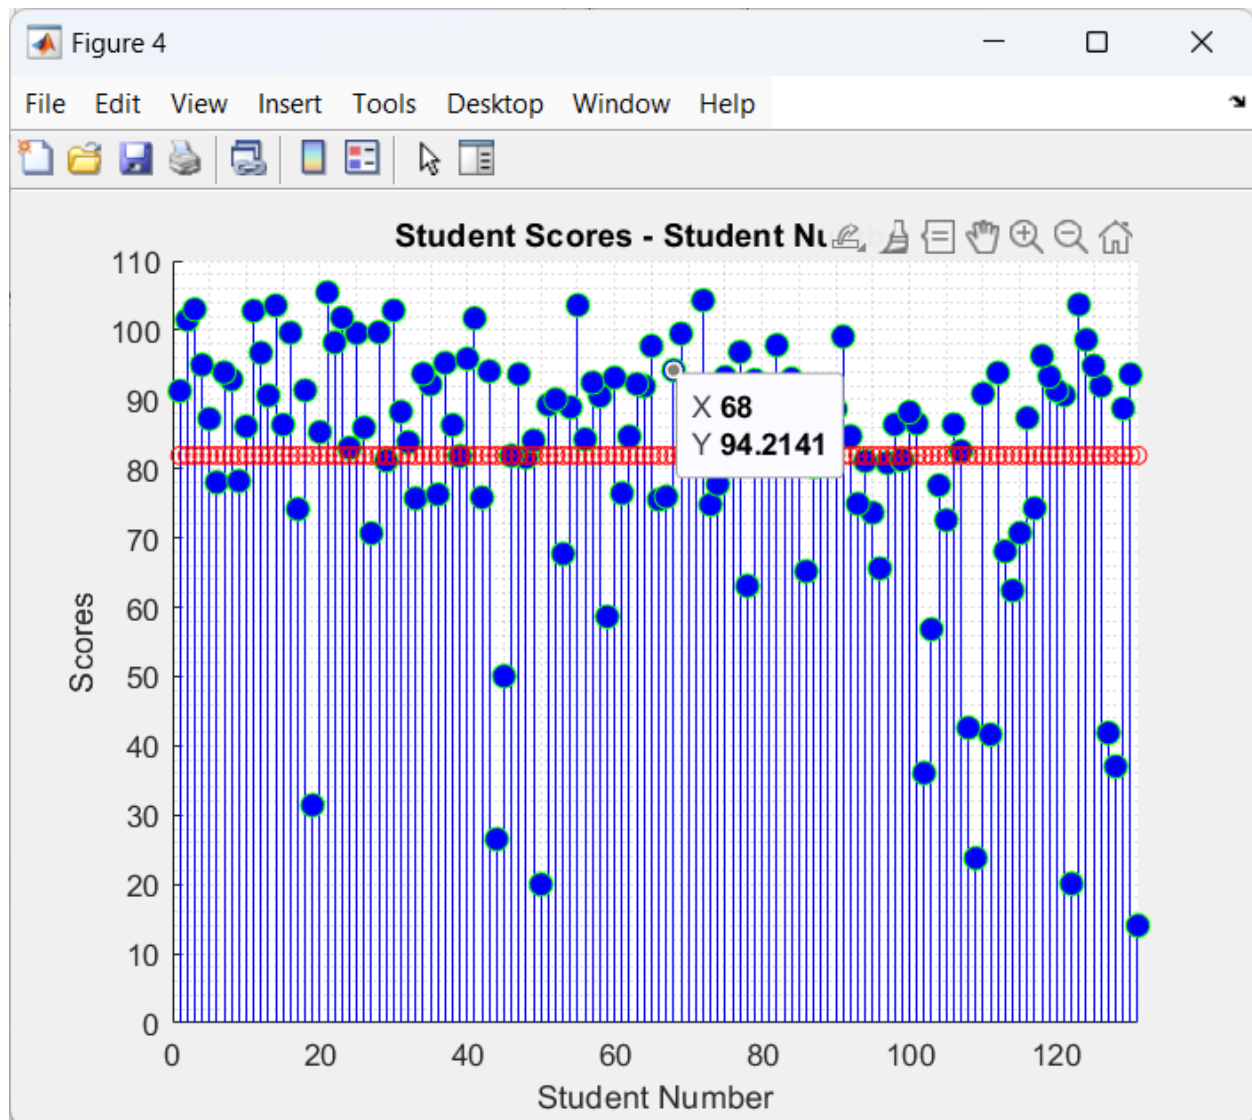 Figure 4
File Edit View Insert Tools Desktop Window Help
Student Scores - Student Nu
110
100
90
80
70
60
50
40
30
20
10
0
Scores
X 68
Y 94.2141
0 20 40 60 80 100 120
Student Number